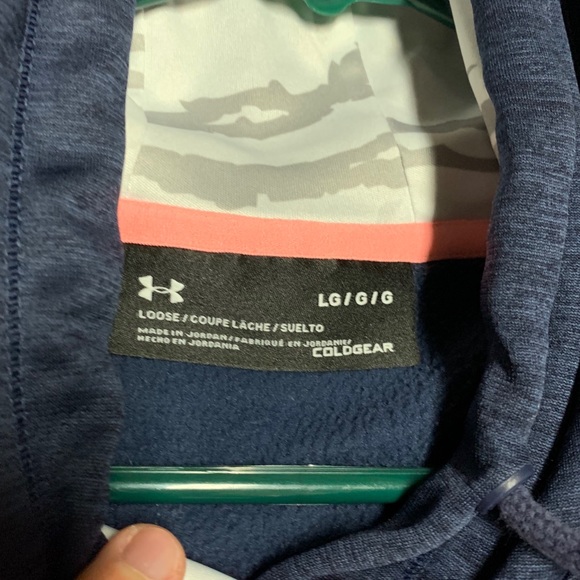 LG/G/G
LOOSE/COUPE LÂCHE/SUELTO
MADE IN JORDAN/FABRIQUÉ EN JORDANIE/
HECHO EN JORDANIA
COLDGEAR